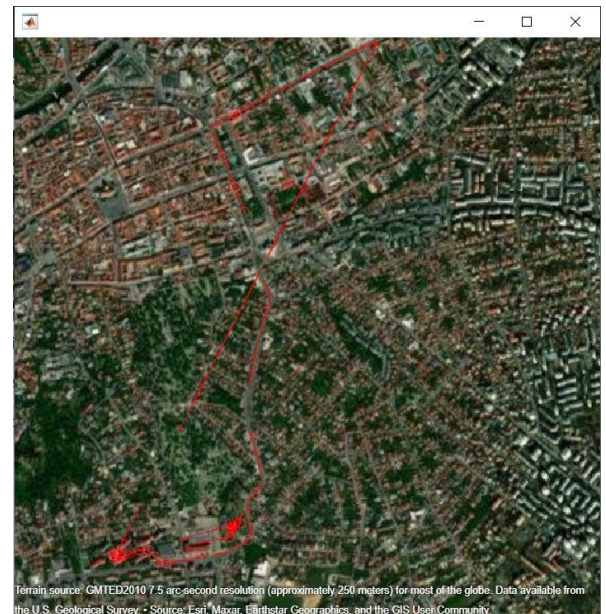 Terrain source: GMTED2010 7.5 arc-second resolution (approximately 250 meters) for most of the globe. Data available from
the U.S. Geological Survey. • Source: Esri, Maxar, Earthstar Geographics, and the GIS User Community